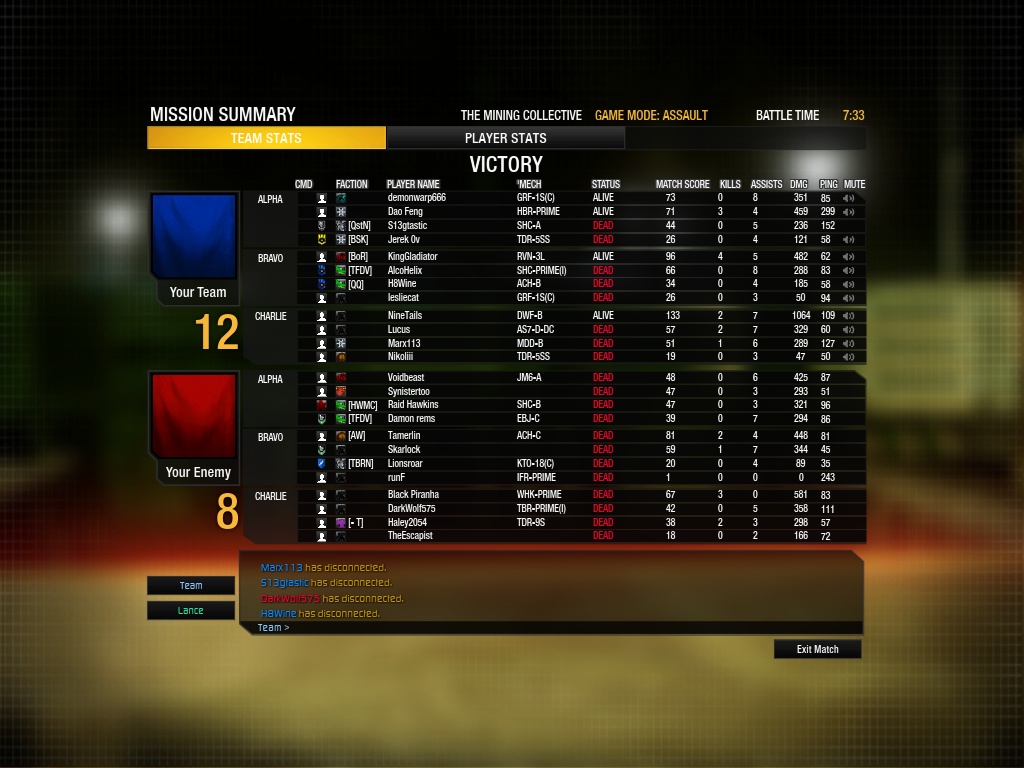 MISSION SUMMARY THE MINING COLLECTIVE GAME MODE: ASSAULT BATTLE TIME 7:33
TEAM STATS PLAYER STATS
VICTORY
CMD FACTION PLAYER NAME 'MECH STATUS MATCH SCORE KILLS ASSISTS DMG PING MUTE
ALPHA demonwarp666 GRF-1S(C) ALIVE 73 0 8 351 85
Dao Feng HBR-PRIME ALIVE 71 3 4 459 299
[QstN] S13gtastic SHC-A DEAD 44 0 5 236 152
[BSK] Jerek 0v TDR-5SS DEAD 26 0 4 121 58
BRAVO [BoR] KingGladiator RVN-3L ALIVE 96 4 5 482 62
[TFDV] AlcoHelix SHC-PRIME(I) DEAD 66 0 8 288 83
[QQ] H8Wine ACH-B DEAD 34 0 4 185 58
lesliecat GRF-1S(C) DEAD 26 0 3 50 94
Your Team
CHARLIE NineTails DWF-B ALIVE 133 2 7 1064 109
12
Lucus AS7-D-DC DEAD 57 2 7 329 60
Marx113 MDD-B DEAD 51 1 6 289 127
Nikoliii TDR-5SS DEAD 19 0 3 47 50
ALPHA Voidbeast JM6-A DEAD 48 0 6 425 87
Synistertoo DEAD 47 0 3 293 51
[HWMC] Raid Hawkins SHC-B DEAD 47 0 3 321 96
[TFDV] Damon rems EBJ-C DEAD 39 0 7 294 86
BRAVO [AW] Tamerlin ACH-C DEAD 81 2 4 448 81
Skarlock DEAD 59 1 7 344 45
[TBRN] Lionsroar KTO-18(C) DEAD 20 0 4 89 35
Your Enemy
runF IFR-PRIME DEAD 1 0 0 0 243
CHARLIE Black Piranha WHK-PRIME DEAD 67 3 0 581 83
8
DarkWolf575 TBR-PRIME(I) DEAD 42 0 5 358 111
[- T] Haley2054 TDR-9S DEAD 38 2 3 298 57
TheEscapist DEAD 18 0 2 166 72
Marx113 has disconnected.
S13gtastic has disconnected.
DarkWolf575 has disconnected.
H8Wine has disconnected.
Team
Lance
Team >
Exit Match